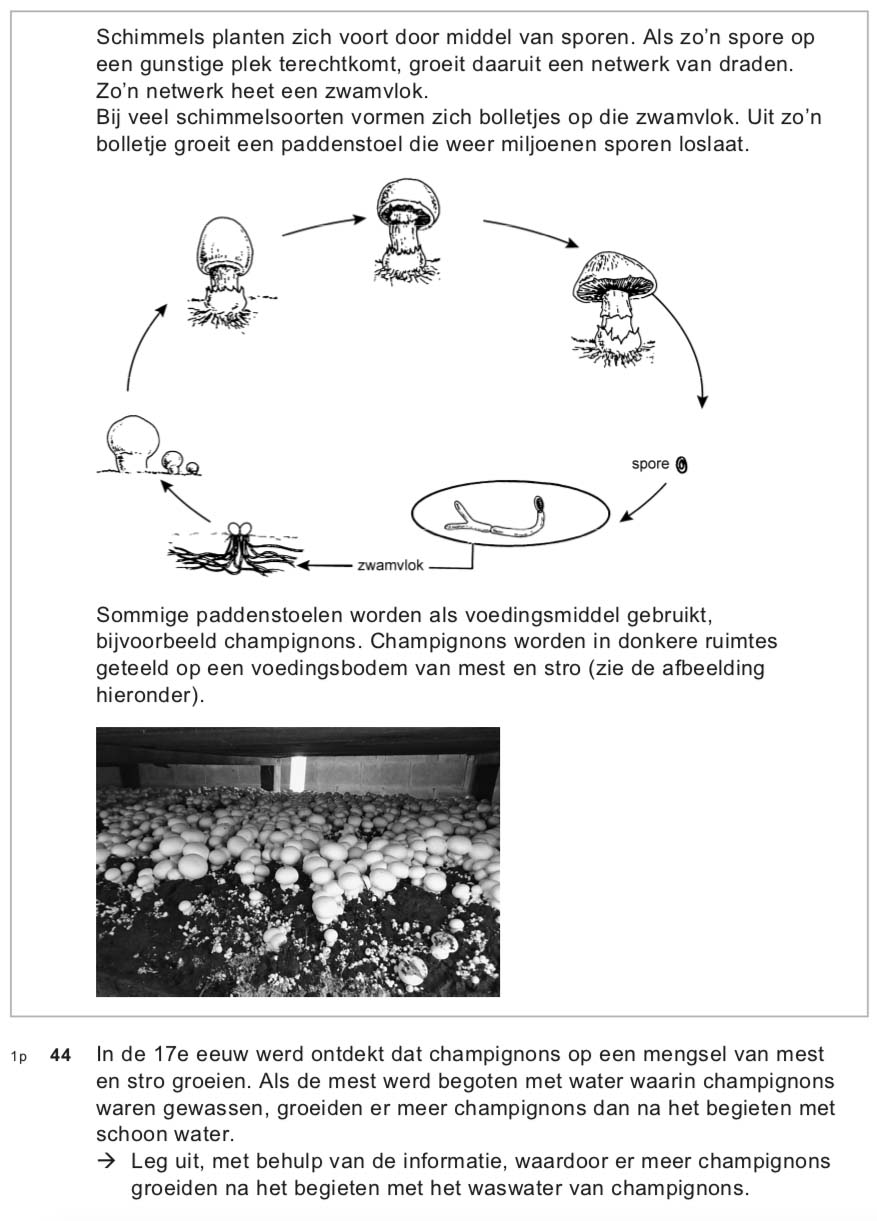 Schimmels planten zich voort door middel van sporen. Als zo'n spore op
een gunstige plek terechtkomt, groeit daaruit een netwerk van draden.
Zo'n netwerk heet een zwamvlok.
Bij veel schimmelsoorten vormen zich bolletjes op die zwamvlok. Uit zo'n
bolletje groeit een paddenstoel die weer miljoenen sporen loslaat.
spore
zwamvlok
Sommige paddenstoelen worden als voedingsmiddel gebruikt,
bijvoorbeeld champignons. Champignons worden in donkere ruimtes
geteeld op een voedingsbodem van mest en stro (zie de afbeelding
hieronder).
1p 44 In de 17e eeuw werd ontdekt dat champignons op een mengsel van mest
en stro groeien. Als de mest werd begoten met water waarin champignons
waren gewassen, groeiden er meer champignons dan na het begieten met
schoon water.
→ Leg uit, met behulp van de informatie, waardoor er meer champignons
groeiden na het begieten met het waswater van champignons.